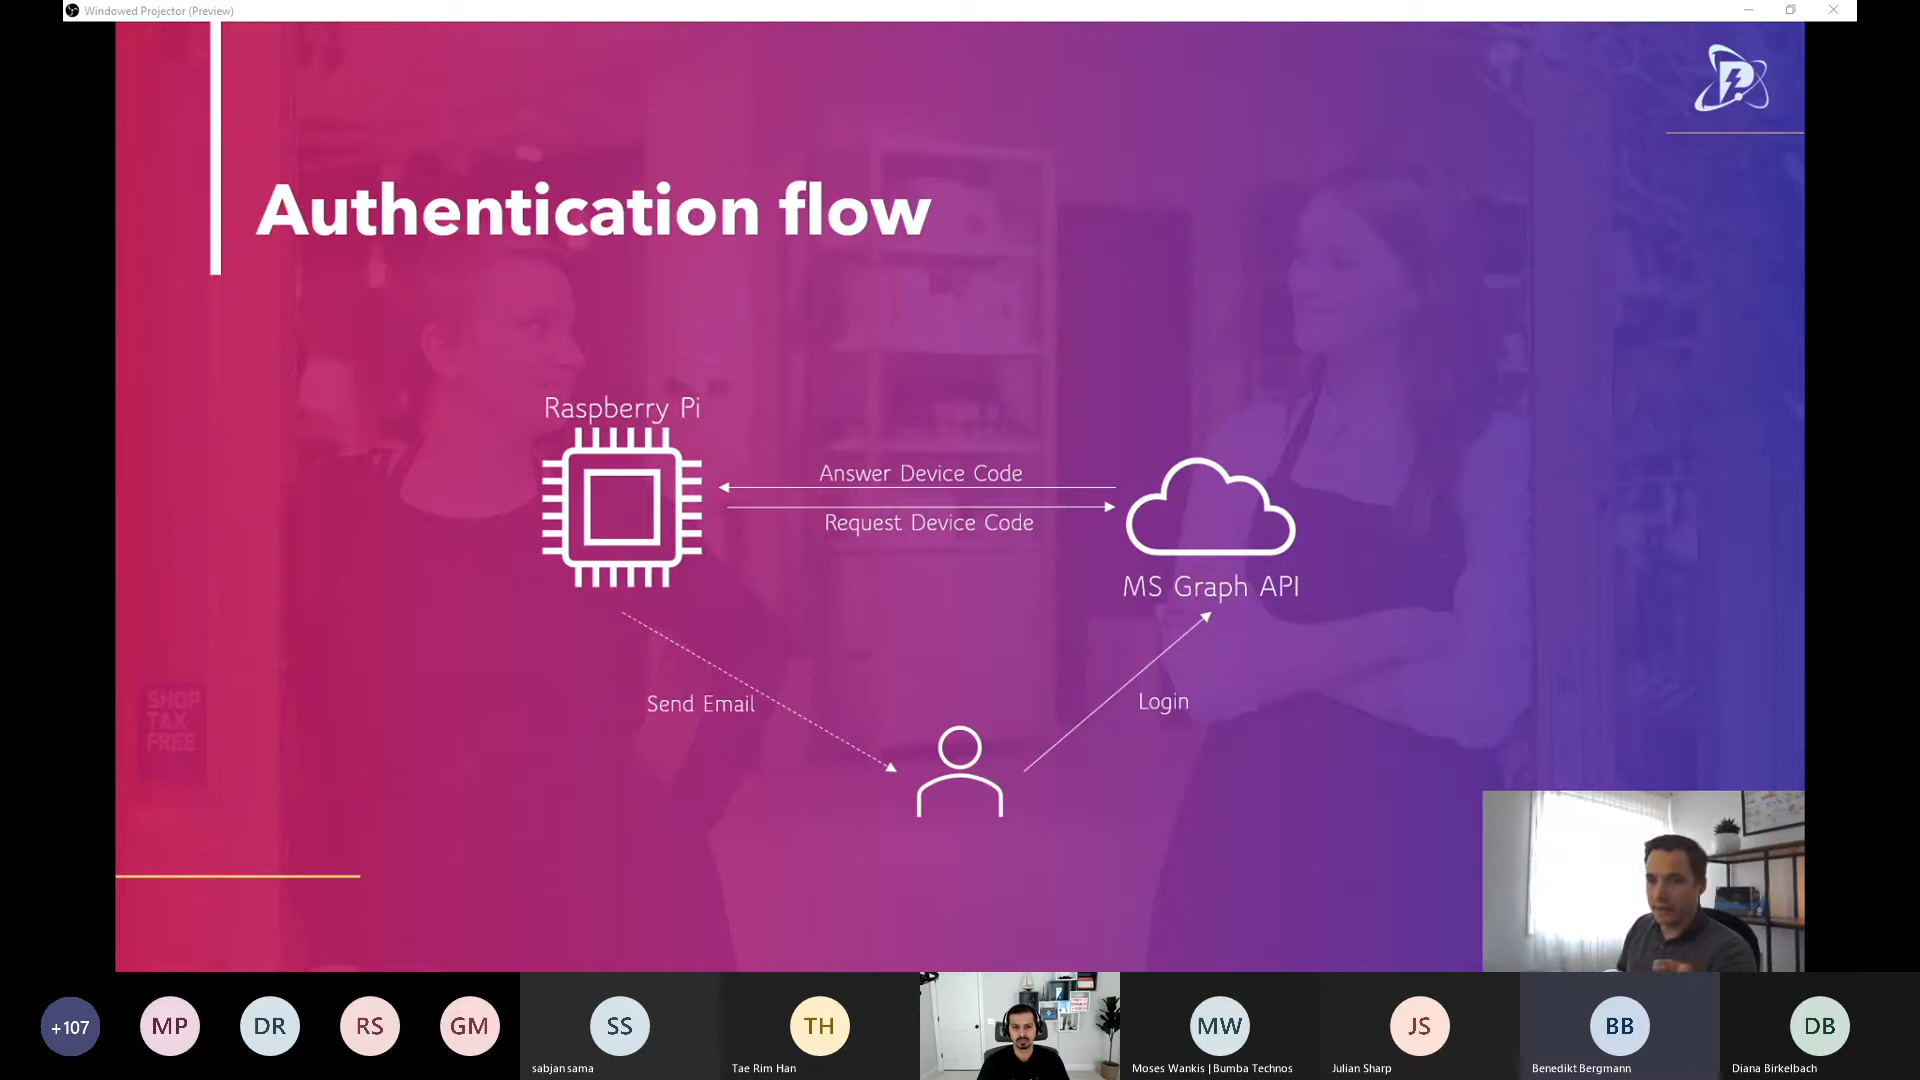 Windowed Projector (Preview)
Authentication flow
Raspberry Pi
Answer Device Code
Request Device Code
MS Graph API
Send Email
Login
SHOP
TAX
FREE
+107
MP
DR
RS
GM
SS
TH
MW
JS
BB
DB
sabjan sama
Tae Rim Han
Moses Wankis | Bumba Technos
Julian Sharp
Benedikt Bergmann
Diana Birkelbach